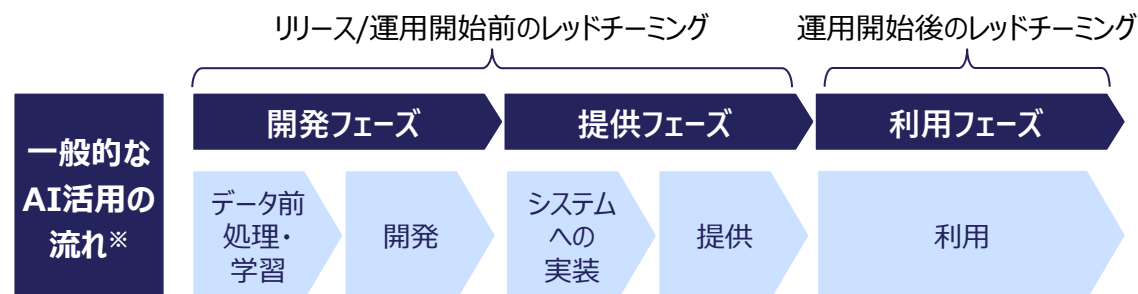 リリース/運用開始前のレッドチーミング
運用開始後のレッドチーミング
一般的な
AI活用の
流れ※
開発フェーズ
提供フェーズ
利用フェーズ
データ前
処理・
学習
開発
システム
への
実装
提供
利用